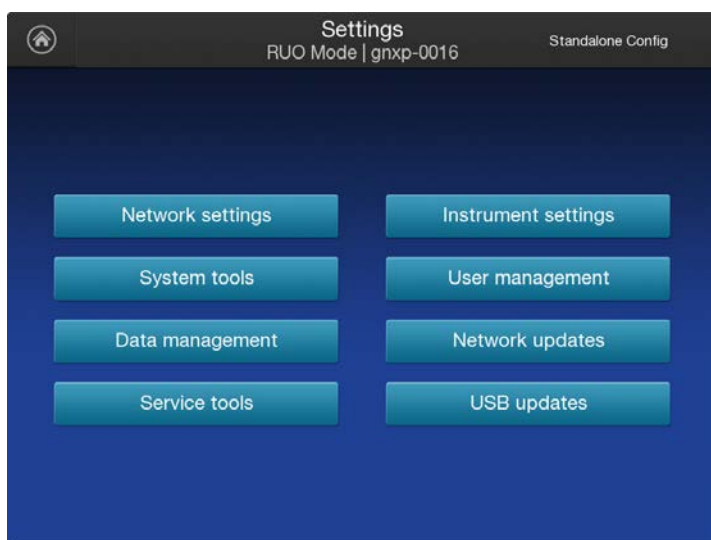 Settings
RUO Mode | gnxp-0016
Standalone Config
Network settings
Instrument settings
System tools
User management
Data management
Network updates
Service tools
USB updates